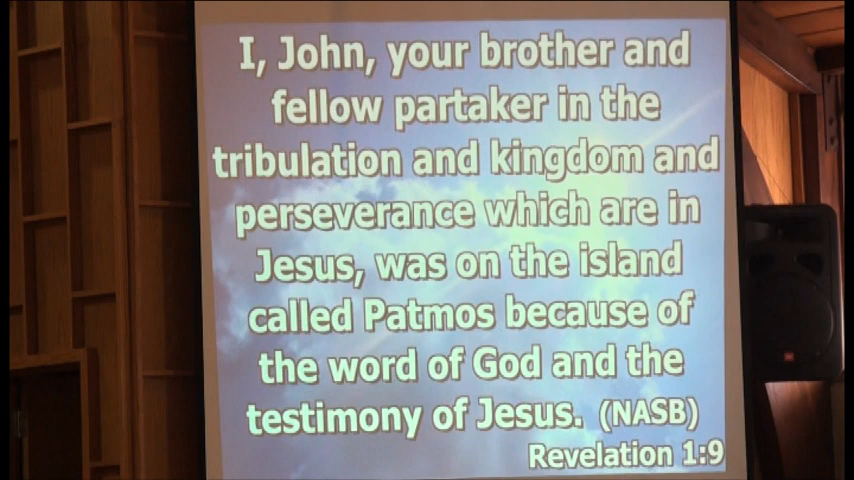 I, John, your brother and
fellow partaker in the
tribulation and kingdom and
perseverance which are in
Jesus, was on the island
called Patmos because of
the word of God and the
testimony of Jesus. (NASB)
Revelation 1:9